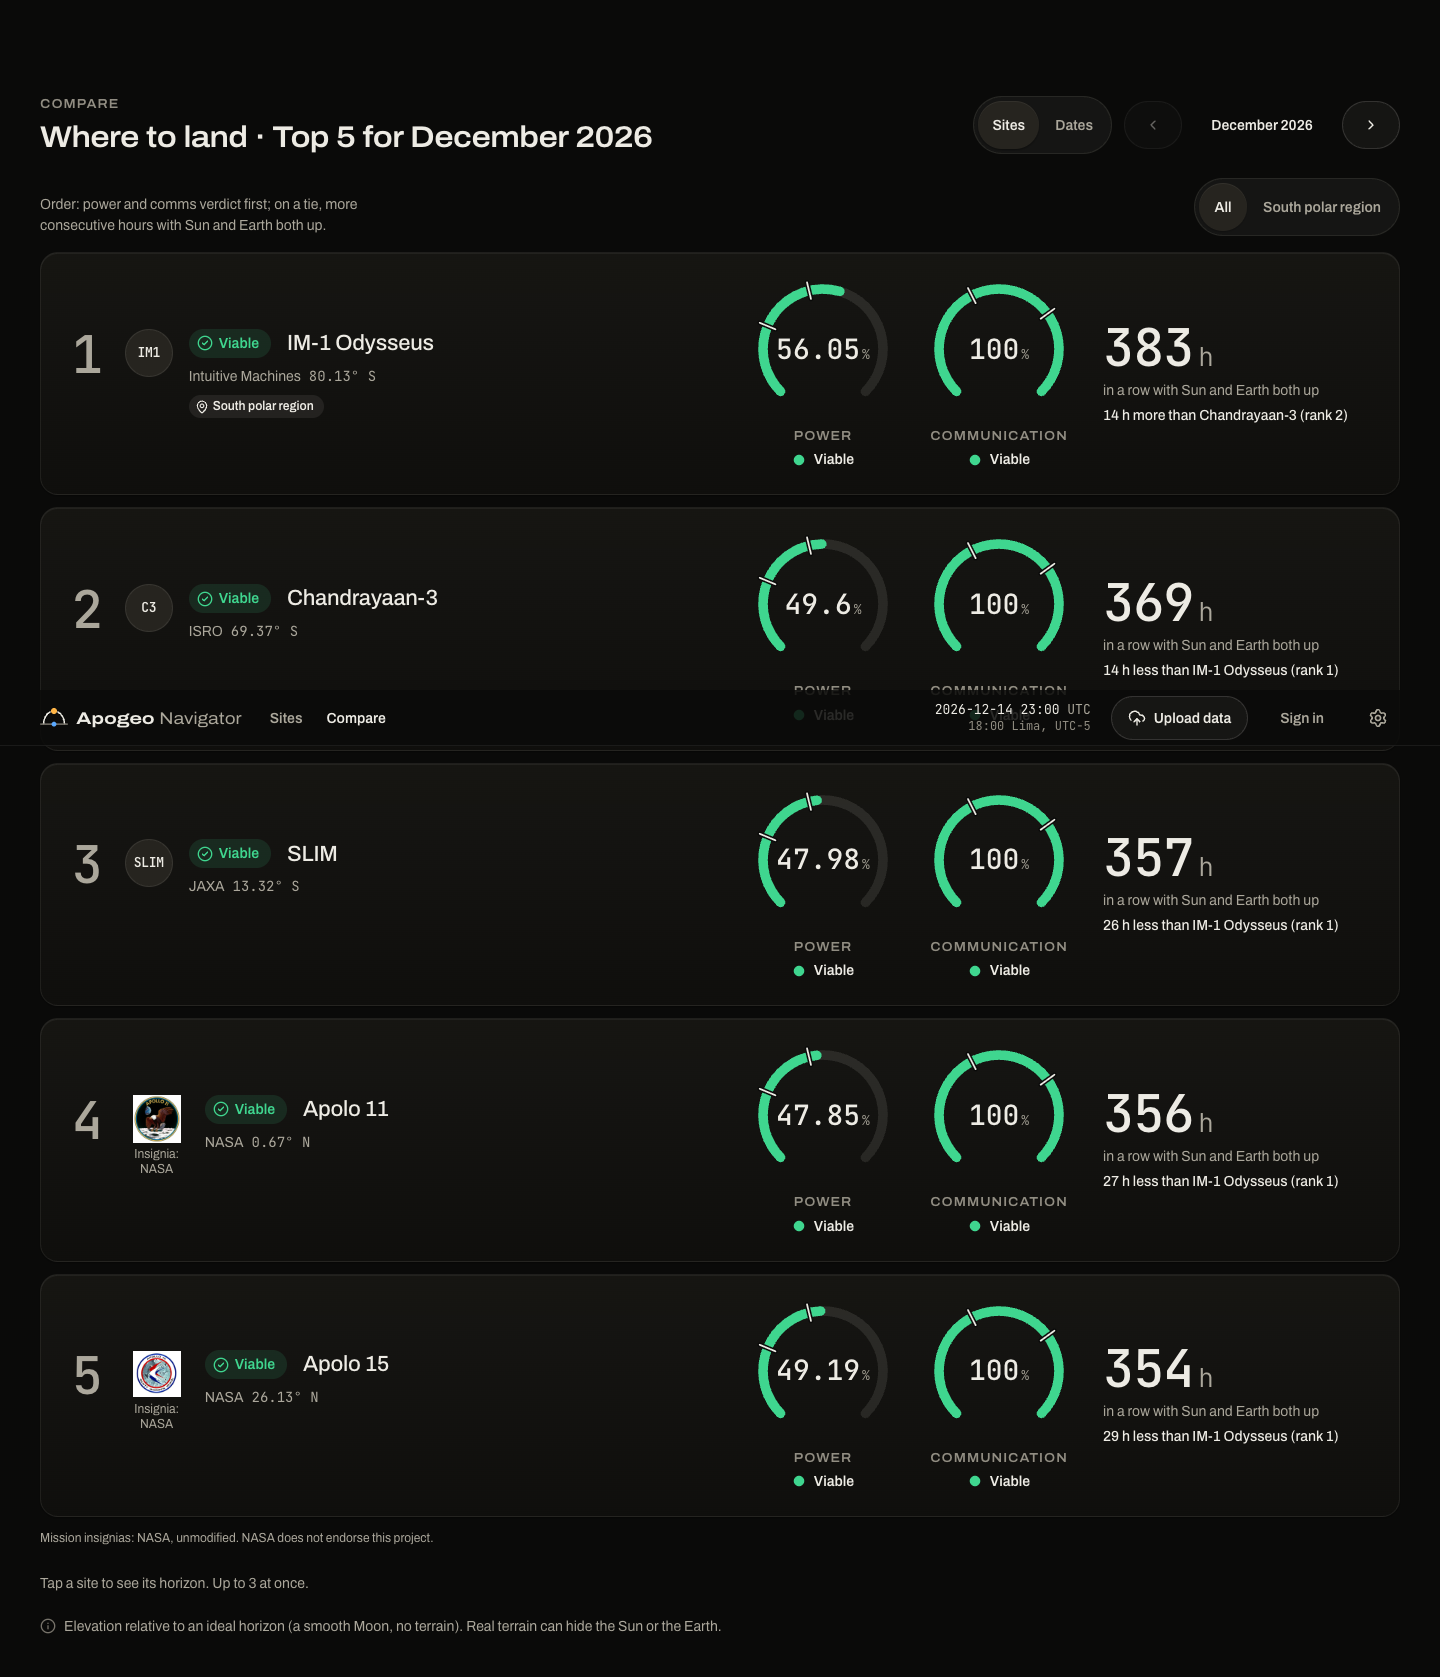 COMPARE
Where to land · Top 5 for December 2026
Sites
Dates
December 2026
Order: power and comms verdict first; on a tie, more
consecutive hours with Sun and Earth both up.
All
South polar region
1
IM1
Viable
IM-1 Odysseus
Intuitive Machines 80.13° S
South polar region
56.05%
POWER
Viable
100%
COMMUNICATION
Viable
383 h
in a row with Sun and Earth both up
14 h more than Chandrayaan-3 (rank 2)
2
C3
Viable
Chandrayaan-3
ISRO 69.37° S
49.6%
POWER
Viable
100%
COMMUNICATION
Viable
369 h
in a row with Sun and Earth both up
14 h less than IM-1 Odysseus (rank 1)
Apogeo Navigator
Sites
Compare
2026-12-14 23:00 UTC
18:00 Lima, UTC-5
Upload data
Sign in
3
SLIM
Viable
SLIM
JAXA 13.32° S
47.98%
POWER
Viable
100%
COMMUNICATION
Viable
357 h
in a row with Sun and Earth both up
26 h less than IM-1 Odysseus (rank 1)
4
Insignia:
NASA
Viable
Apolo 11
NASA 0.67° N
47.85%
POWER
Viable
100%
COMMUNICATION
Viable
356 h
in a row with Sun and Earth both up
27 h less than IM-1 Odysseus (rank 1)
5
Insignia:
NASA
Viable
Apolo 15
NASA 26.13° N
49.19%
POWER
Viable
100%
COMMUNICATION
Viable
354 h
in a row with Sun and Earth both up
29 h less than IM-1 Odysseus (rank 1)
Mission insignias: NASA, unmodified. NASA does not endorse this project.
Tap a site to see its horizon. Up to 3 at once.
Elevation relative to an ideal horizon (a smooth Moon, no terrain). Real terrain can hide the Sun or the Earth.